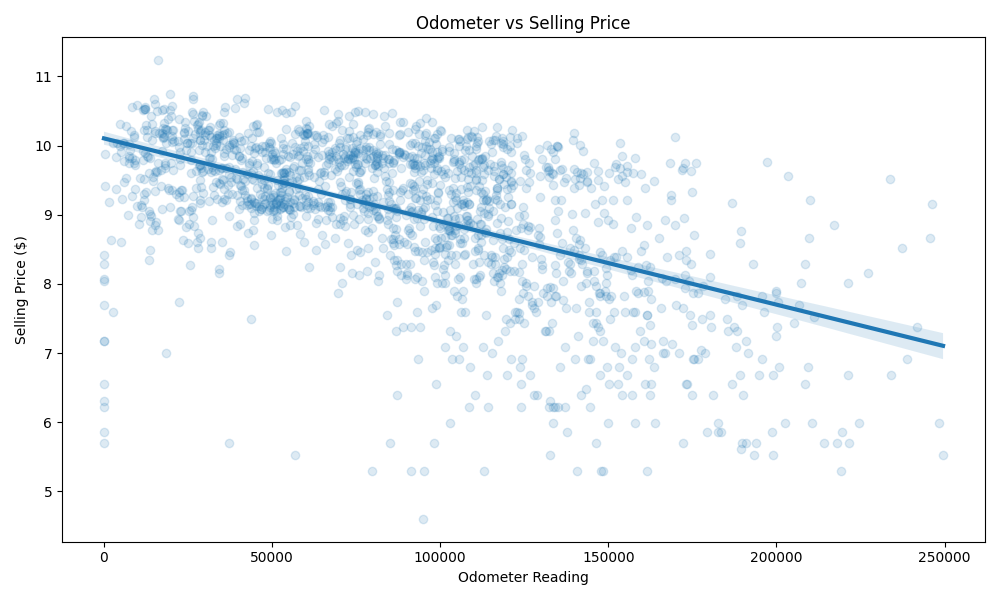 Odometer vs Selling Price
11
10
9
8
7
6
5
Selling Price ($)
0 50000 100000 150000 200000 250000
Odometer Reading